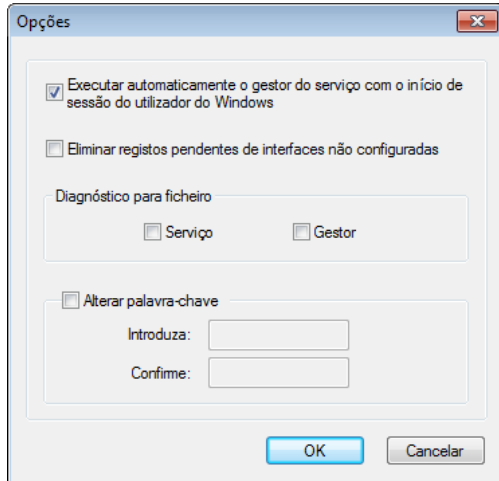 Opções
Executar automaticamente o gestor do serviço com o início de
sessão do utilizador do Windows
Eliminar registos pendentes de interfaces não configuradas
Diagnóstico para ficheiro
Serviço Gestor
Alterar palavra-chave
Introduza:
Confirme:
OK Cancelar